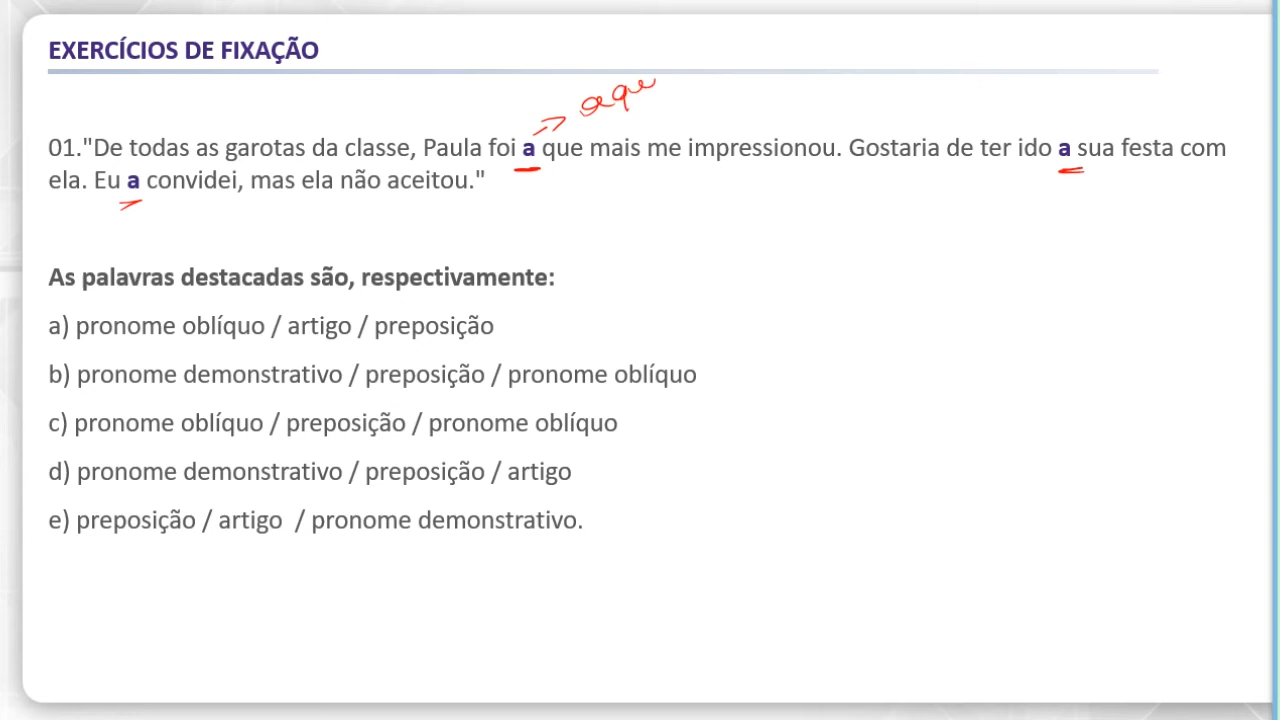 EXERCÍCIOS DE FIXAÇÃO
aque
01."De todas as garotas da classe, Paula foi a que mais me impressionou. Gostaria de ter ido a sua festa com
ela. Eu a convidei, mas ela não aceitou."
As palavras destacadas são, respectivamente:
a) pronome oblíquo / artigo / preposição
b) pronome demonstrativo / preposição / pronome oblíquo
c) pronome oblíquo / preposição / pronome oblíquo
d) pronome demonstrativo / preposição / artigo
e) preposição / artigo / pronome demonstrativo.